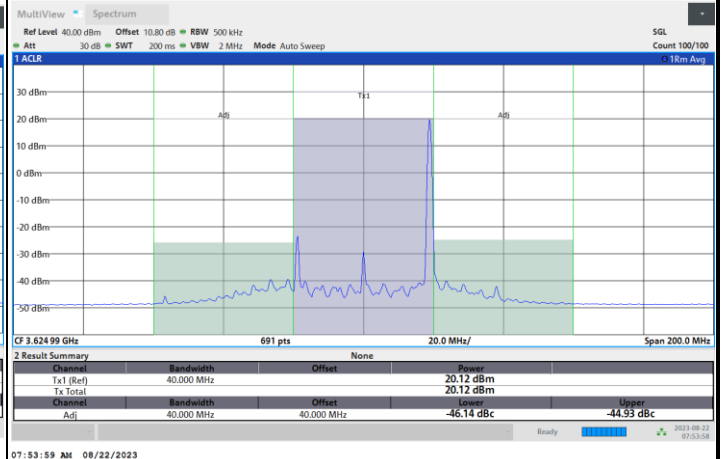 MultiView Spectrum
Ref Level 40.00 dBm Offset 10.80 dB RBW 500 kHz SGL
Att 30 dB SWT 200 ms VBW 2 MHz Mode Auto Sweep Count 100/100
1 ACLR 1Rm Avg
Tx1
Adj Adj
30 dBm
20 dBm
10 dBm
0 dBm
-10 dBm
-20 dBm
-30 dBm
-40 dBm
-50 dBm
CF 3.624 99 GHz 691 pts 20.0 MHz/ Span 200.0 MHz
2 Result Summary None
Channel Bandwidth Offset Power
Tx1 (Ref) 40.000 MHz 20.12 dBm
Tx Total 20.12 dBm
Channel Bandwidth Offset Lower Upper
Adj 40.000 MHz 40.000 MHz -46.14 dBc -44.93 dBc
Ready 2023-08-22
07:53:58
07:53:59 AM 08/22/2023